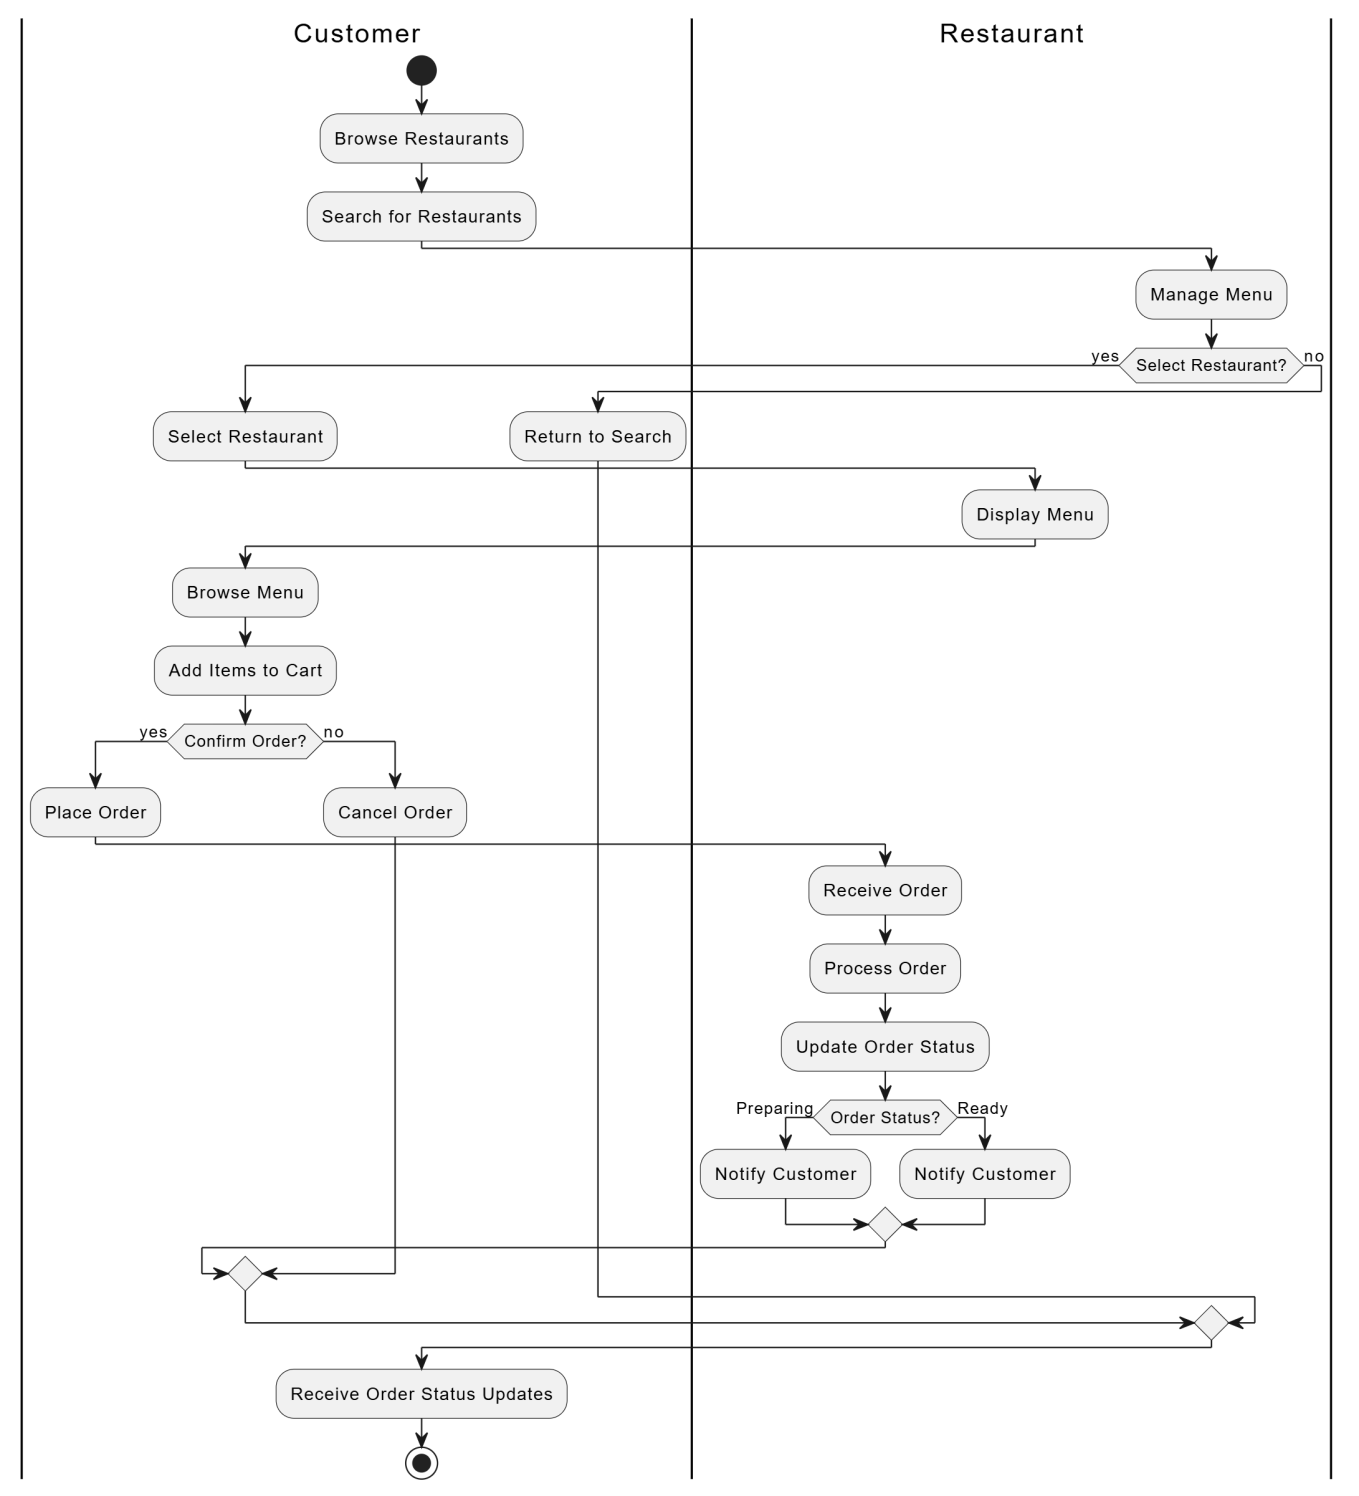 Customer
Restaurant
Browse Restaurants
Search for Restaurants
Manage Menu
yes
Select Restaurant?
no
Select Restaurant
Return to Search
Display Menu
Browse Menu
Add Items to Cart
yes
Confirm Order?
no
Place Order
Cancel Order
Receive Order
Process Order
Update Order Status
Preparing
Order Status?
Ready
Notify Customer
Notify Customer
Receive Order Status Updates